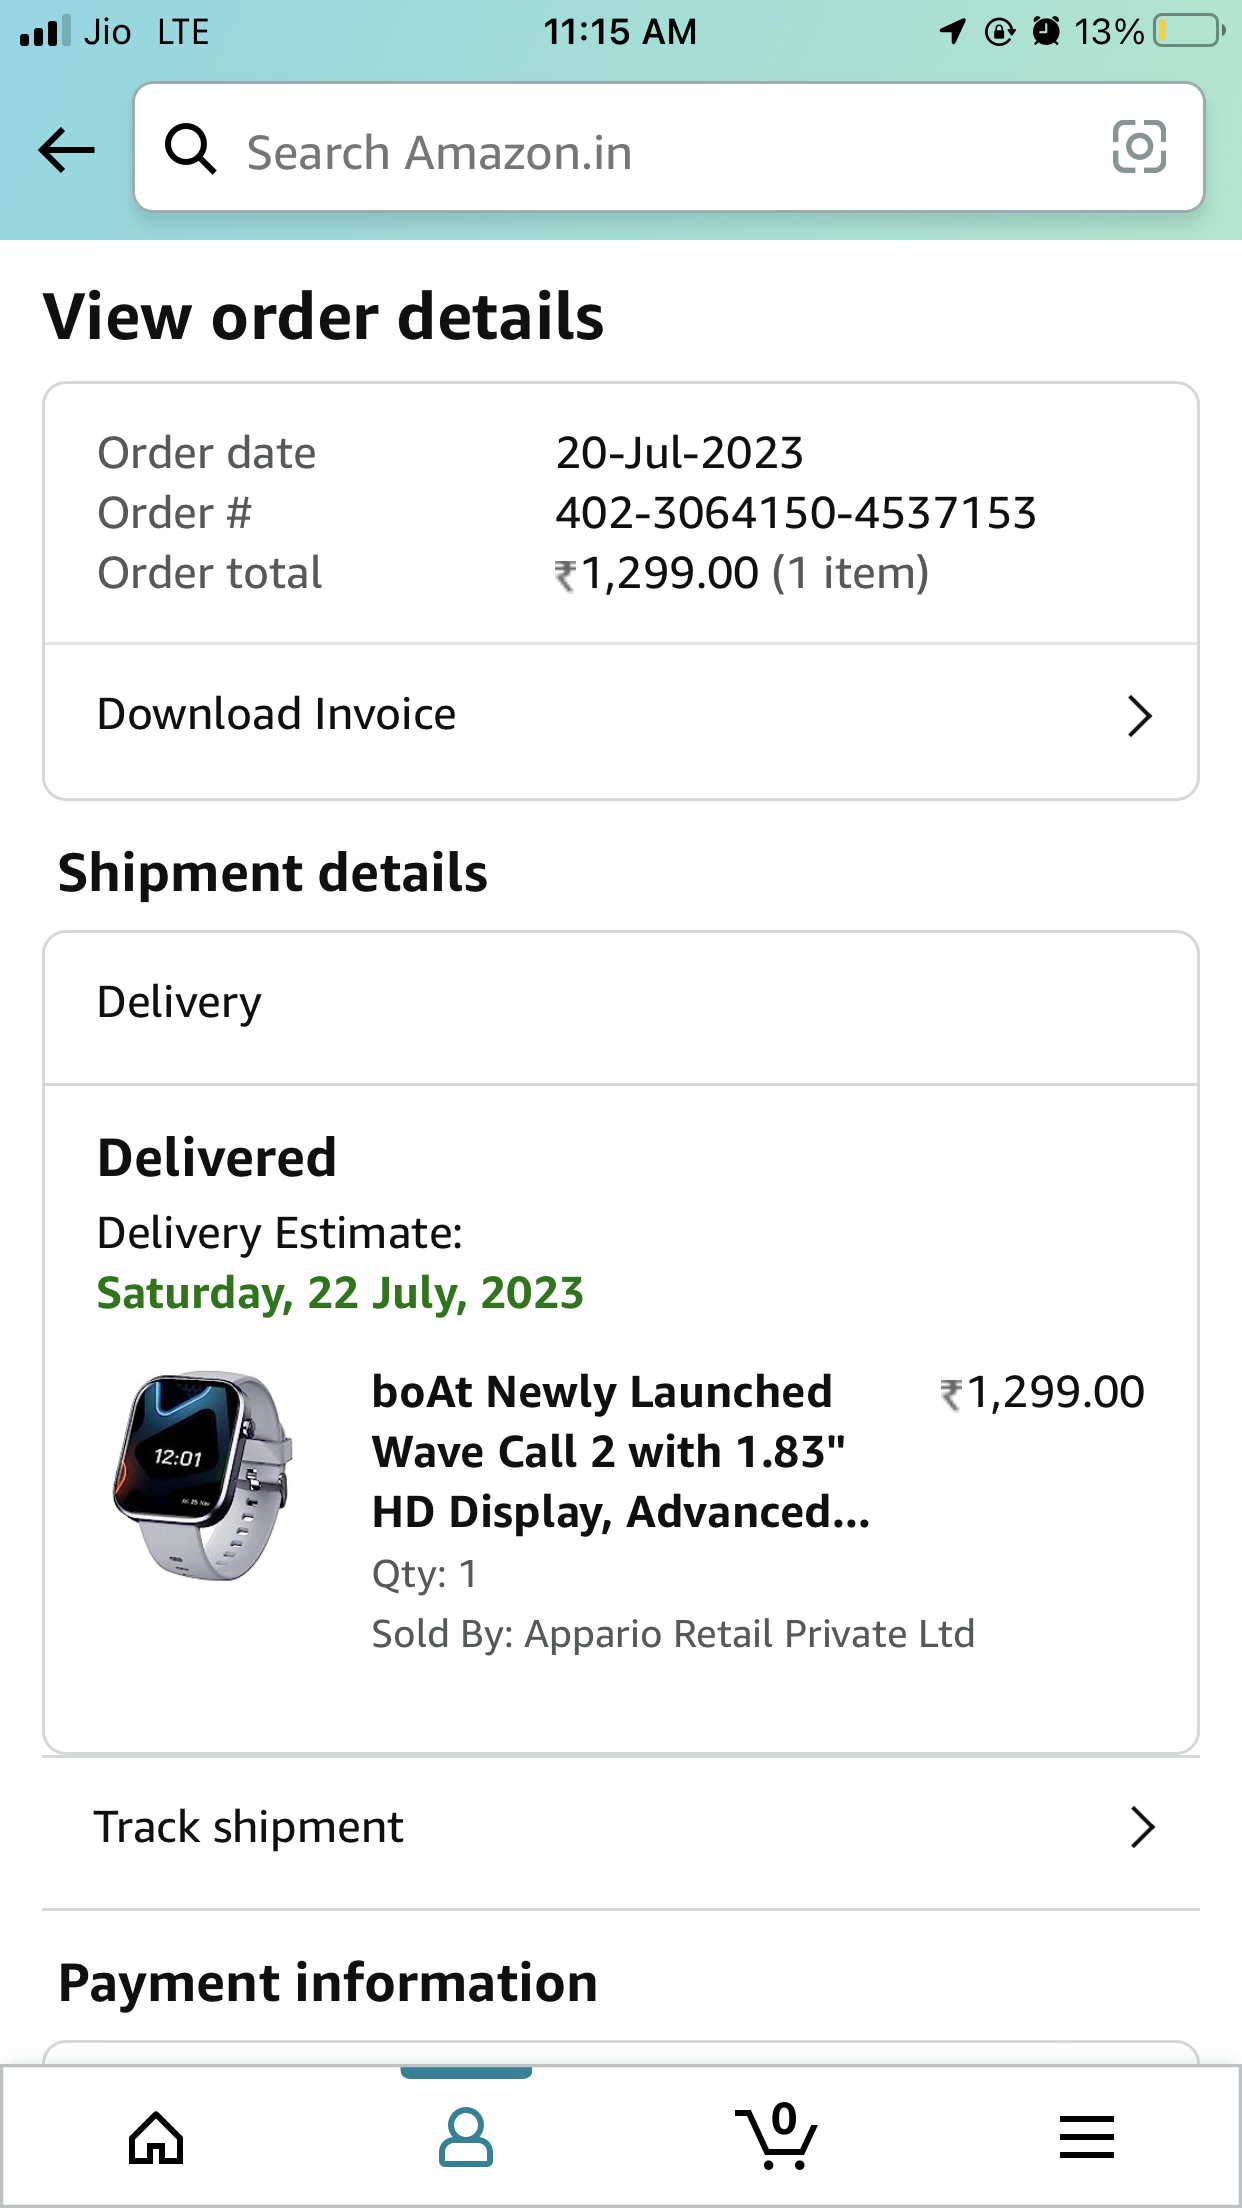 Jio LTE 11:15 AM 13%
Search Amazon.in
View order details
Order date 20-Jul-2023
Order # 402-3064150-4537153
Order total ₹1,299.00 (1 item)
Download Invoice
Shipment details
Delivery
Delivered
Delivery Estimate:
Saturday, 22 July, 2023
12:01
Fri 25 Nov
boAt Newly Launched ₹1,299.00
Wave Call 2 with 1.83"
HD Display, Advanced...
Qty: 1
Sold By: Appario Retail Private Ltd
Track shipment
Payment information
0